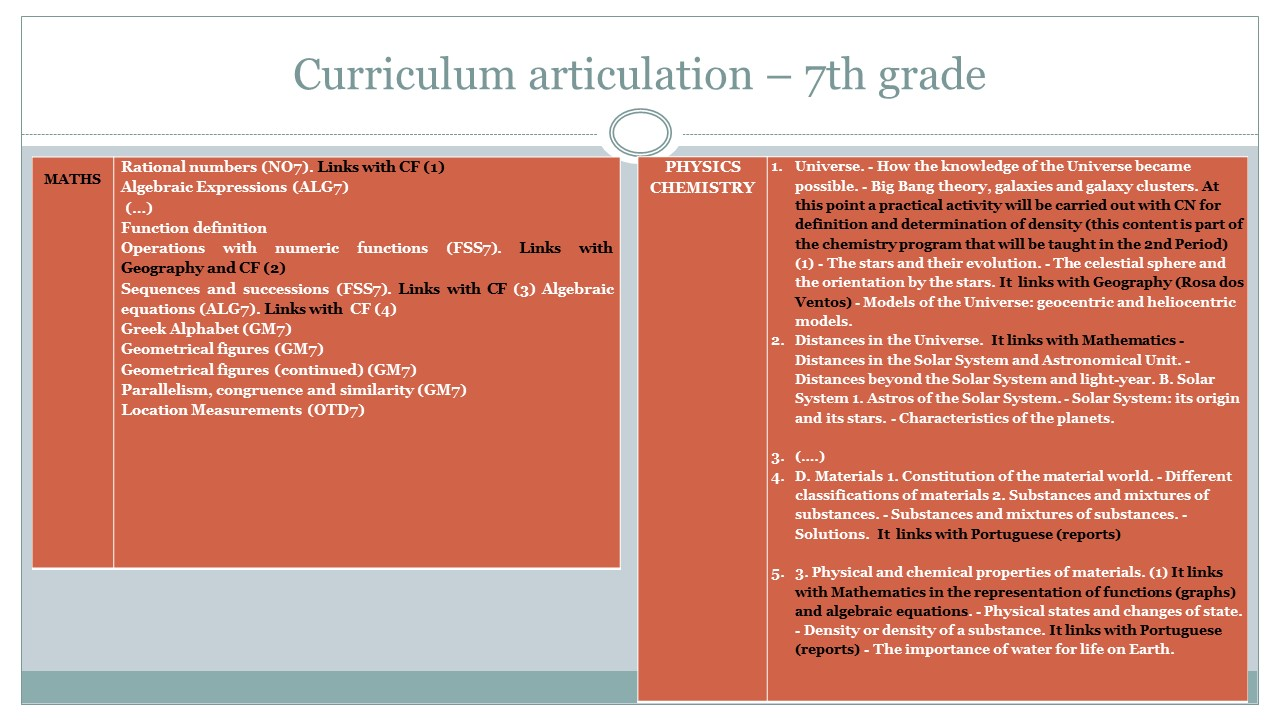 Curriculum articulation – 7th grade
MATHS
Rational numbers (NO7). Links with CF (1)
Algebraic Expressions (ALG7)
(...)
Function definition
Operations with numeric functions (FSS7). Links with
Geography and CF (2)
Sequences and successions (FSS7). Links with CF (3) Algebraic
equations (ALG7). Links with CF (4)
Greek Alphabet (GM7)
Geometrical figures (GM7)
Geometrical figures (continued) (GM7)
Parallelism, congruence and similarity (GM7)
Location Measurements (OTD7)
PHYSICS
CHEMISTRY
1. Universe. - How the knowledge of the Universe became
possible. - Big Bang theory, galaxies and galaxy clusters. At
this point a practical activity will be carried out with CN for
definition and determination of density (this content is part of
the chemistry program that will be taught in the 2nd Period)
(1) - The stars and their evolution. - The celestial sphere and
the orientation by the stars. It links with Geography (Rosa dos
Ventos) - Models of the Universe: geocentric and heliocentric
models.
2. Distances in the Universe. It links with Mathematics -
Distances in the Solar System and Astronomical Unit. -
Distances beyond the Solar System and light-year. B. Solar
System 1. Astros of the Solar System. - Solar System: its origin
and its stars. - Characteristics of the planets.
3. (....)
4. D. Materials 1. Constitution of the material world. - Different
classifications of materials 2. Substances and mixtures of
substances. - Substances and mixtures of substances. -
Solutions. It links with Portuguese (reports)
5. 3. Physical and chemical properties of materials. (1) It links
with Mathematics in the representation of functions (graphs)
and algebraic equations. - Physical states and changes of state.
- Density or density of a substance. It links with Portuguese
(reports) - The importance of water for life on Earth.